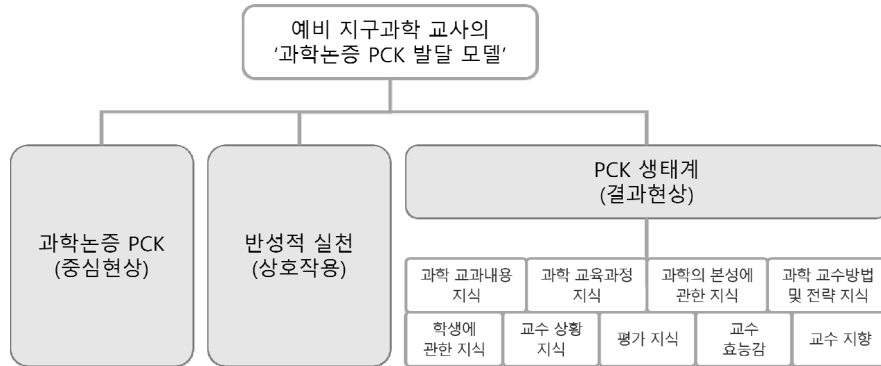 예비 지구과학 교사의
‘과학논증 PCK 발달 모델’
과학논증 PCK
(중심현상)
반성적 실천
(상호작용)
PCK 생태계
(결과현상)
과학 교과내용
지식
과학 교육과정
지식
과학의 본성에
관한 지식
과학 교수방법
및 전략 지식
학생에
관한 지식
교수 상황
지식
평가 지식
교수
효능감
교수 지향